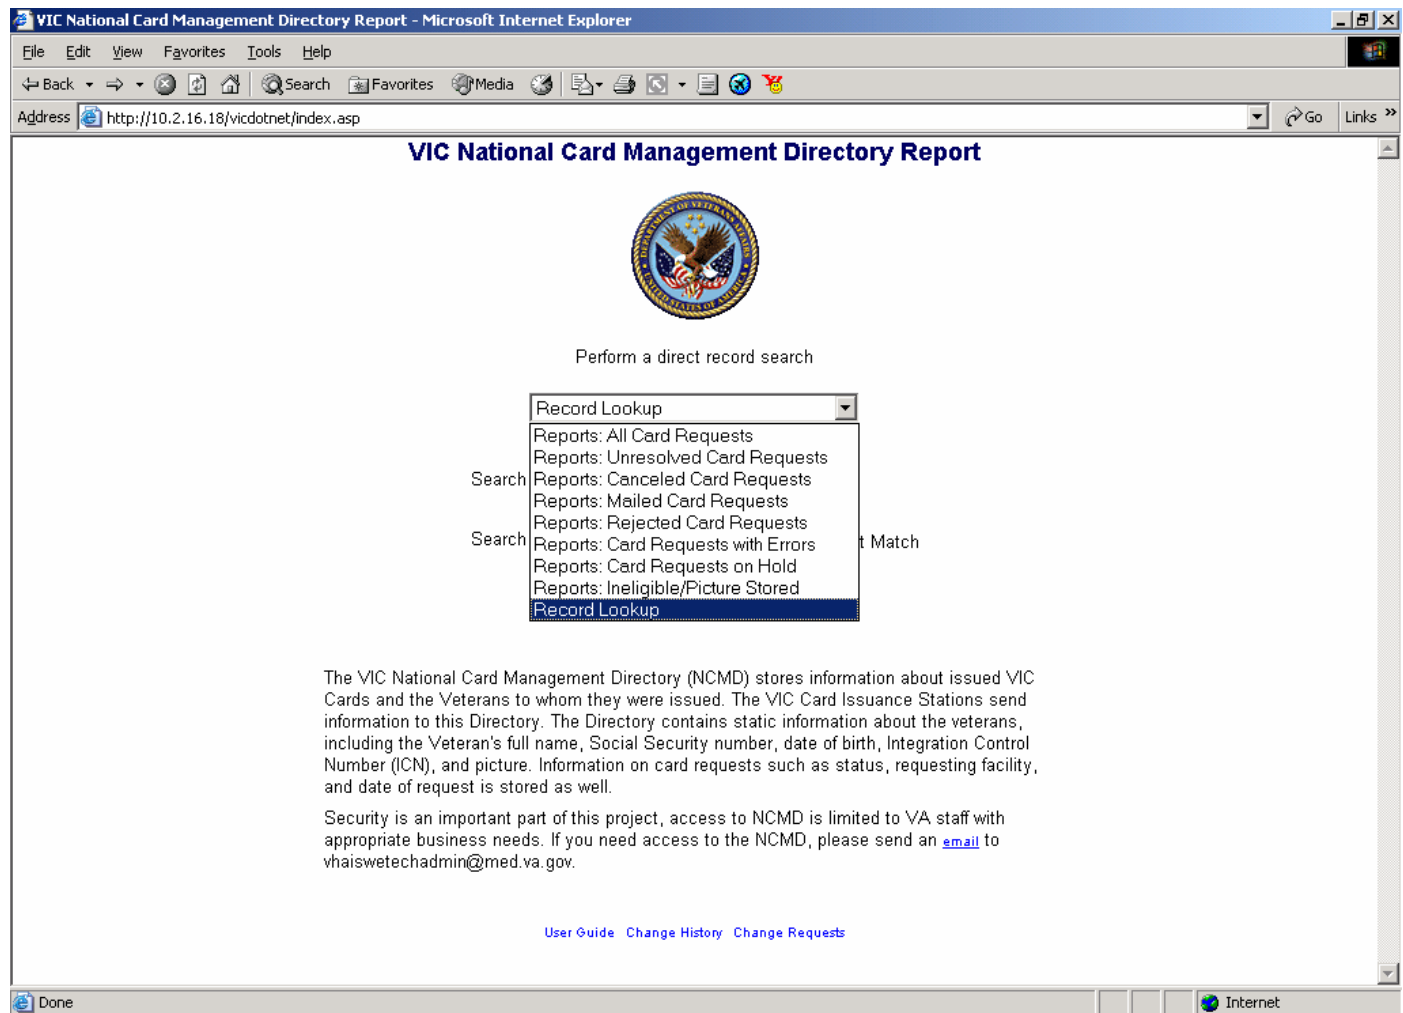 VIC National Card Management Directory Report - Microsoft Internet Explorer
File Edit View Favorites Tools Help
Back Search Favorites Media
Address http://10.2.16.18/vicdotnet/index.asp Go Links »
VIC National Card Management Directory Report
DEPARTMENT OF VETERANS AFFAIRS
UNITED STATES OF AMERICA
Perform a direct record search
Record Lookup
Reports: All Card Requests
Reports: Unresolved Card Requests
Search Reports: Canceled Card Requests
Reports: Mailed Card Requests
Reports: Rejected Card Requests
Search Reports: Card Requests with Errors t Match
Reports: Card Requests on Hold
Reports: Ineligible/Picture Stored
Record Lookup
The VIC National Card Management Directory (NCMD) stores information about issued VIC
Cards and the Veterans to whom they were issued. The VIC Card Issuance Stations send
information to this Directory. The Directory contains static information about the veterans,
including the Veteran's full name, Social Security number, date of birth, Integration Control
Number (ICN), and picture. Information on card requests such as status, requesting facility,
and date of request is stored as well.
Security is an important part of this project, access to NCMD is limited to VA staff with
appropriate business needs. If you need access to the NCMD, please send an email to
vhaiswetechadmin@med.va.gov.
User Guide Change History Change Requests
Done Internet